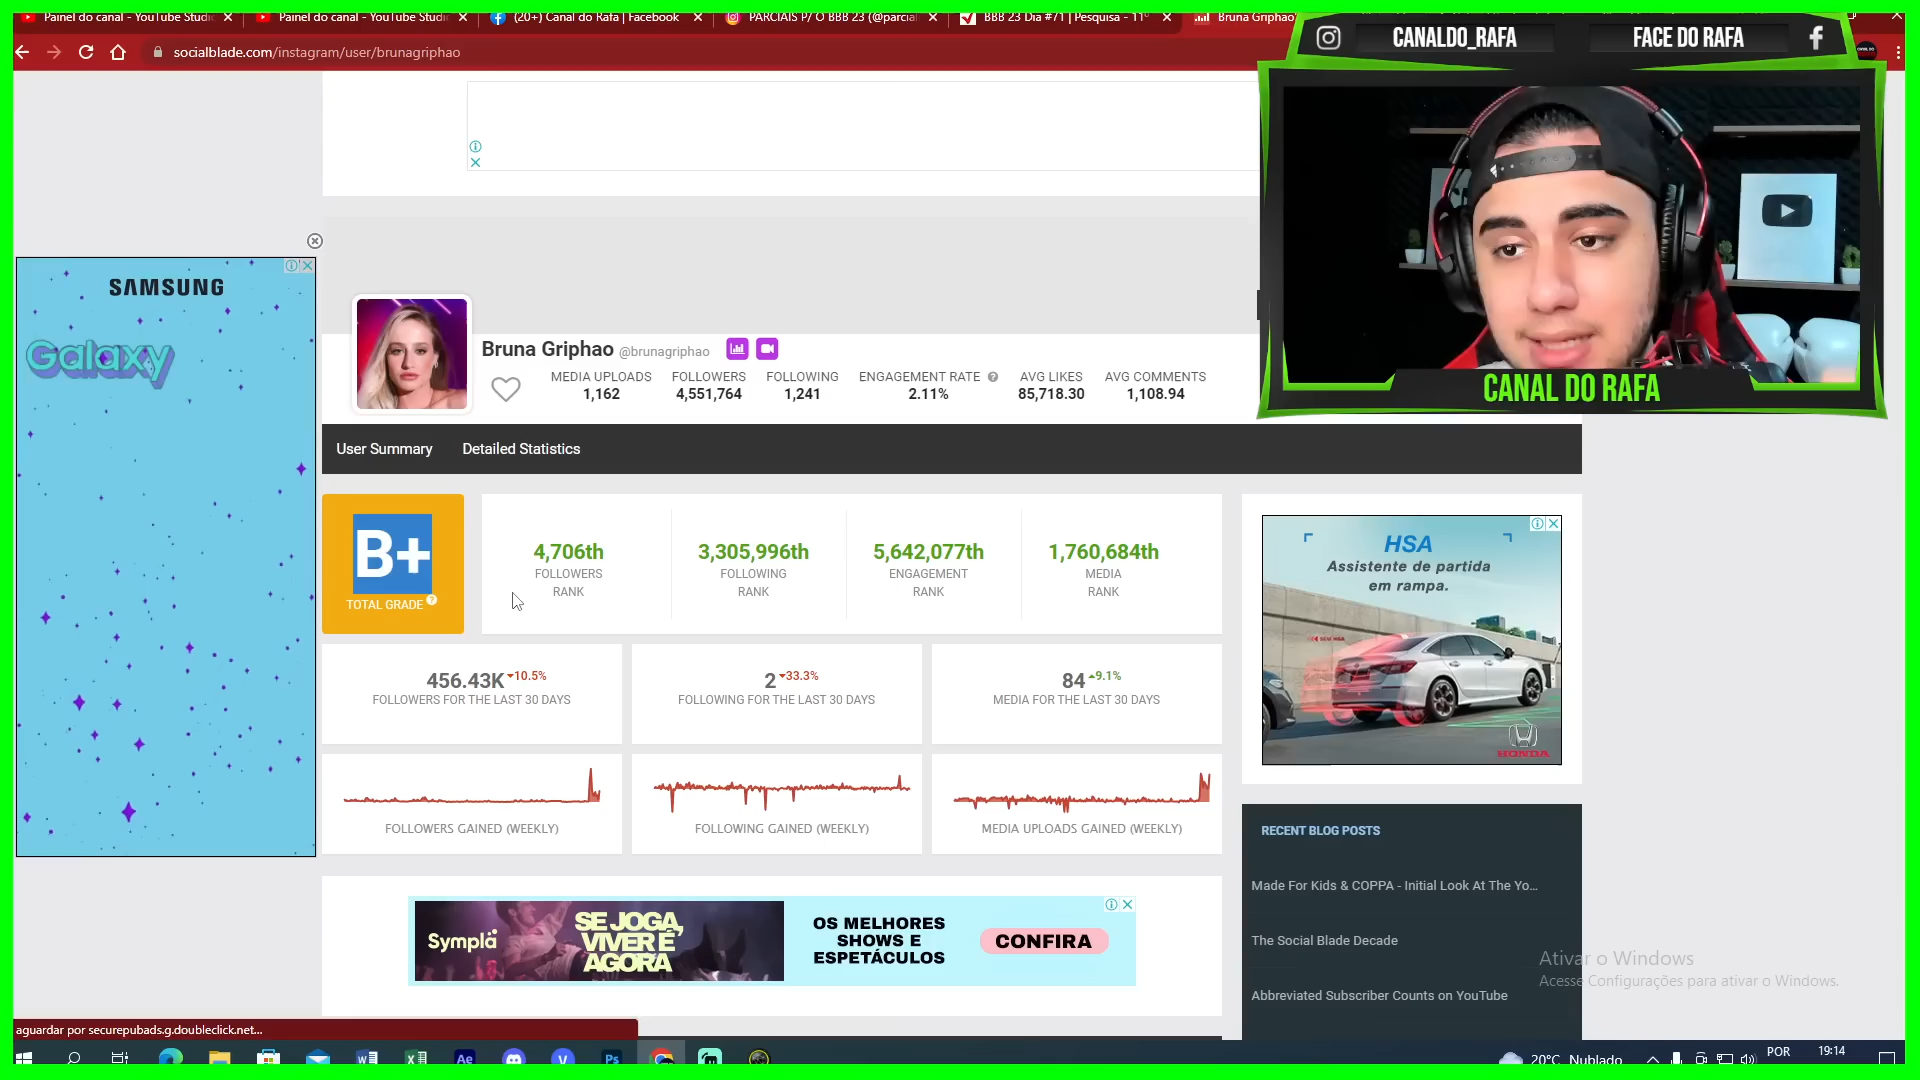 Painel do canal - YouTube Studio
Painel do canal - YouTube Studio
(20+) Canal do Rafa | Facebook
PARCIAIS P/ O BBB 23 (@parcial
BBB 23 Dia #71 | Pesquisa - 11º
Bruna Griphao
socialblade.com/instagram/user/brunagriphao
CANALDO_RAFA
FACE DO RAFA
CANAL DO RAFA
SAMSUNG
Galaxy
Bruna Griphao @brunagriphao
MEDIA UPLOADS FOLLOWERS FOLLOWING ENGAGEMENT RATE AVG LIKES AVG COMMENTS
1,162 4,551,764 1,241 2.11% 85,718.30 1,108.94
User Summary Detailed Statistics
B+
TOTAL GRADE
4,706th 3,305,996th 5,642,077th 1,760,684th
FOLLOWERS FOLLOWING ENGAGEMENT MEDIA
RANK RANK RANK RANK
456.43K 10.5% 2 33.3% 84 9.1%
FOLLOWERS FOR THE LAST 30 DAYS FOLLOWING FOR THE LAST 30 DAYS MEDIA FOR THE LAST 30 DAYS
FOLLOWERS GAINED (WEEKLY) FOLLOWING GAINED (WEEKLY) MEDIA UPLOADS GAINED (WEEKLY)
HSA
Assistente de partida
em rampa.
HONDA
RECENT BLOG POSTS
Made For Kids & COPPA - Initial Look At The Yo...
The Social Blade Decade
Abbreviated Subscriber Counts on YouTube
Sympla
SE JOGA,
VIVER É
AGORA
OS MELHORES
SHOWS E
ESPETÁCULOS
CONFIRA
Ativar o Windows
Acesse Configurações para ativar o Windows.
aguardar por securepubads.g.doubleclick.net...
Ae
Ps
20°C Nublado
POR
19:14